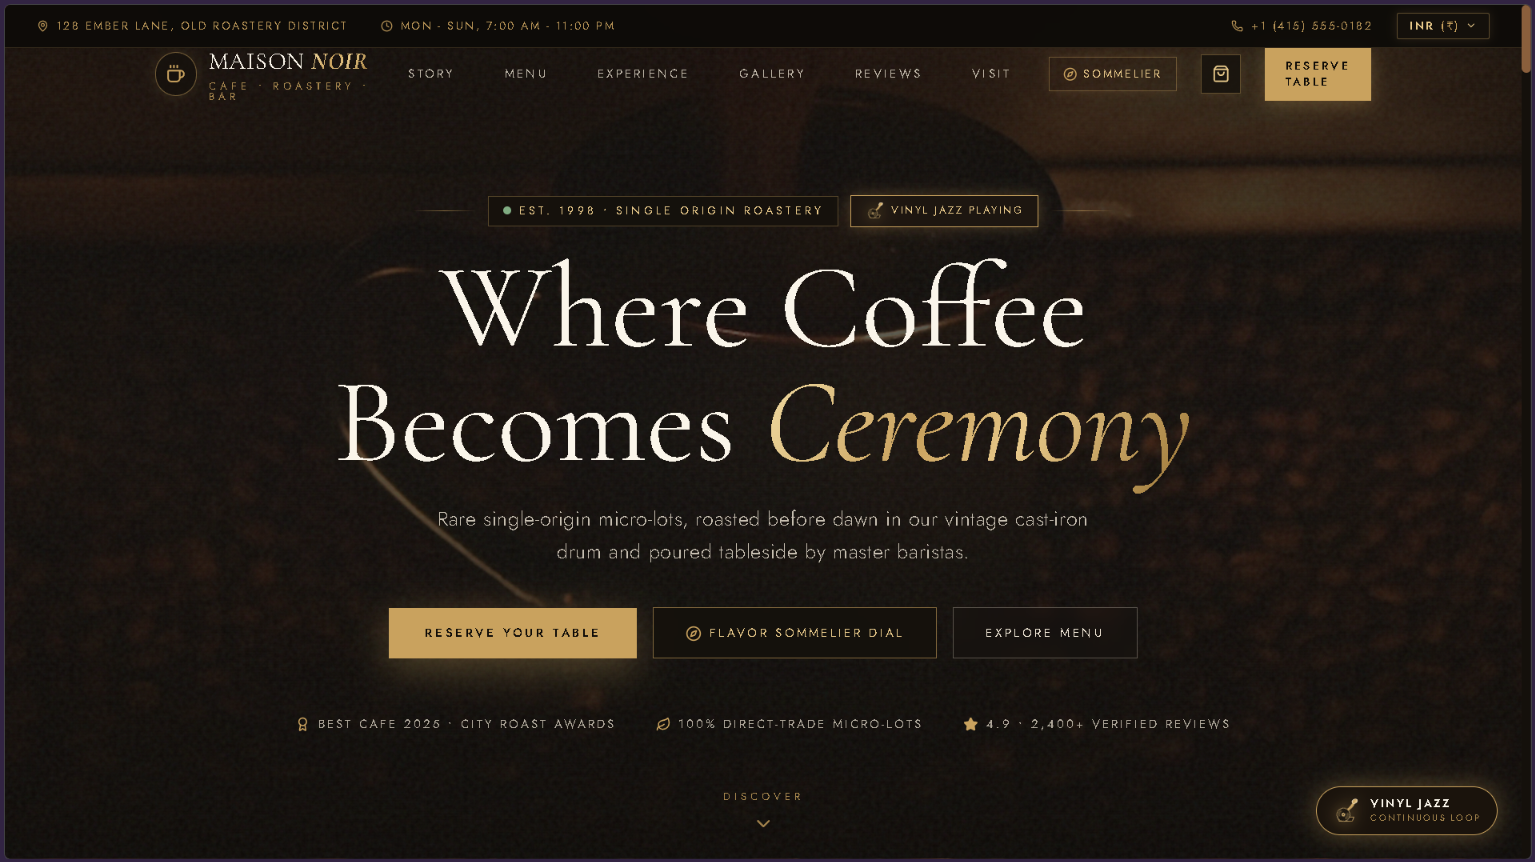 128 EMBER LANE, OLD ROASTERY DISTRICT
MON - SUN, 7:00 AM - 11:00 PM
+1 (415) 555-0182
INR (₹)
MAISON NOIR
CAFE · ROASTERY ·
BAR
STORY
MENU
EXPERIENCE
GALLERY
REVIEWS
VISIT
SOMMELIER
RESERVE
TABLE
EST. 1998 · SINGLE ORIGIN ROASTERY
VINYL JAZZ PLAYING
Where Coffee
Becomes Ceremony
Rare single-origin micro-lots, roasted before dawn in our vintage cast-iron
drum and poured tableside by master baristas.
RESERVE YOUR TABLE
FLAVOR SOMMELIER DIAL
EXPLORE MENU
BEST CAFE 2025 · CITY ROAST AWARDS
100% DIRECT-TRADE MICRO-LOTS
4.9 · 2,400+ VERIFIED REVIEWS
DISCOVER
VINYL JAZZ
CONTINUOUS LOOP